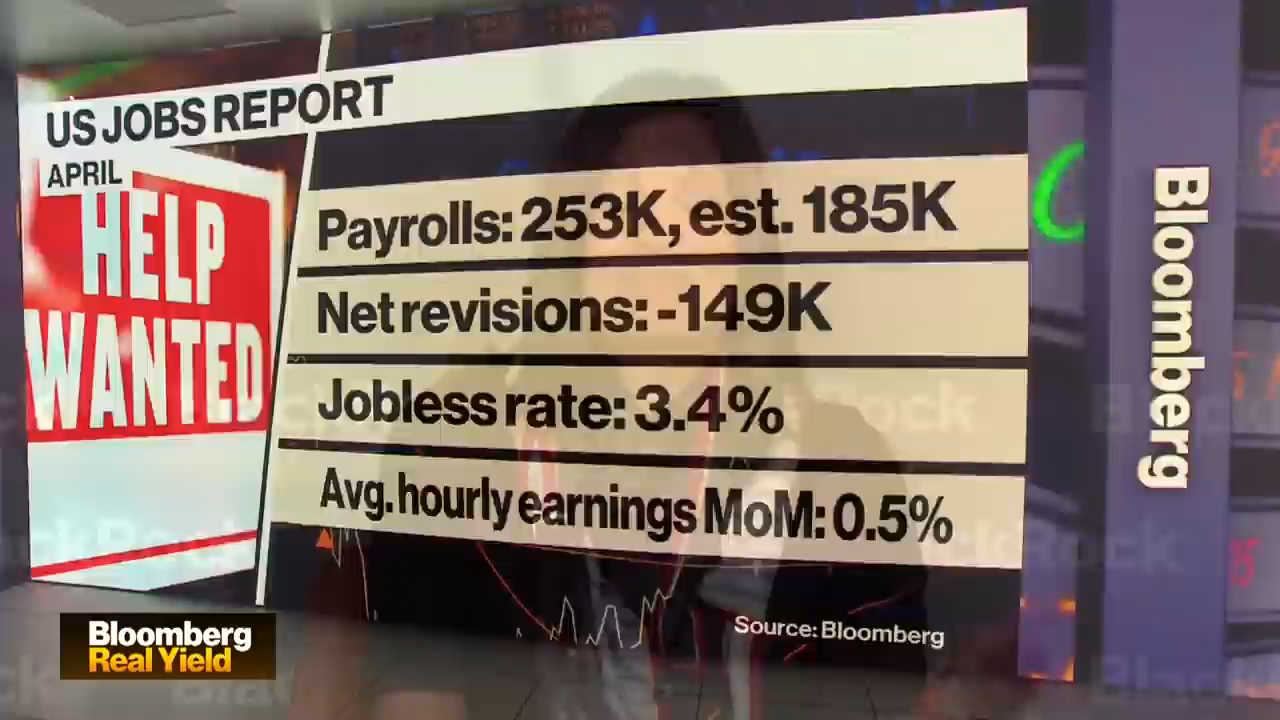 US JOBS REPORT
APRIL
HELP
WANTED
Payrolls: 253K, est. 185K
Net revisions: -149K
Jobless rate: 3.4%
Avg. hourly earnings MoM: 0.5%
Source: Bloomberg
Bloomberg
Real Yield
Bloomberg
BlackRock